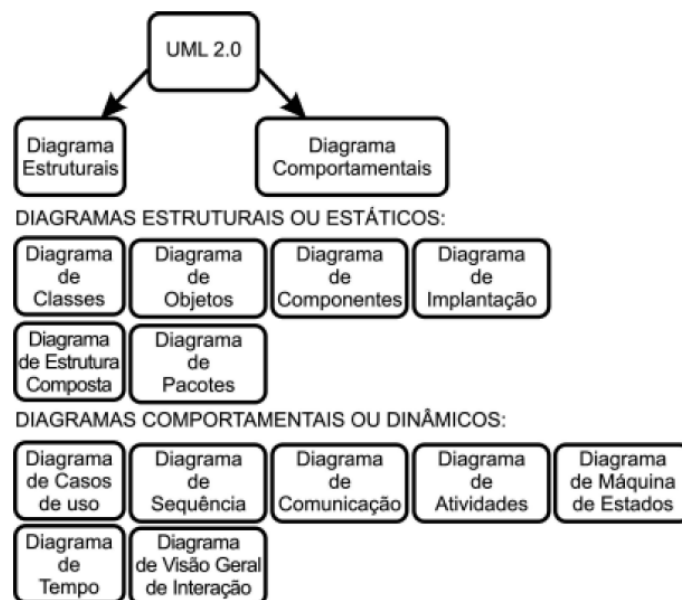 UML 2.0
Diagrama
Estruturais
Diagrama
Comportamentais
DIAGRAMAS ESTRUTURAIS OU ESTÁTICOS:
Diagrama
de
Classes
Diagrama
de
Objetos
Diagrama
de
Componentes
Diagrama
de
Implantação
Diagrama
de Estrutura
Composta
Diagrama
de
Pacotes
DIAGRAMAS COMPORTAMENTAIS OU DINÂMICOS:
Diagrama
de Casos
de uso
Diagrama
de
Sequência
Diagrama
de
Comunicação
Diagrama
de
Atividades
Diagrama
de Máquina
de Estados
Diagrama
de
Tempo
Diagrama
de Visão Geral
de Interação